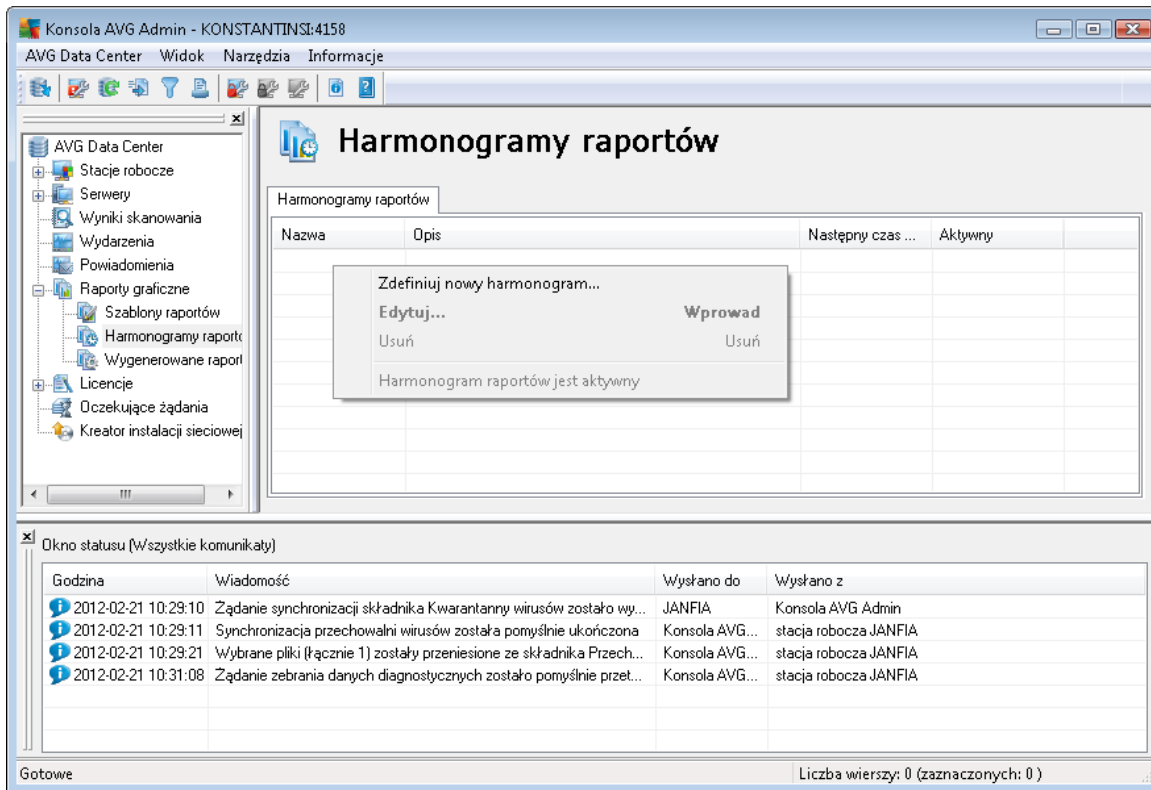 Konsola AVG Admin - KONSTANTINSI:4158
AVG Data Center Widok Narzędzia Informacje
AVG Data Center
Stacje robocze
Serwery
Wyniki skanowania
Wydarzenia
Powiadomienia
Raporty graficzne
Szablony raportów
Harmonogramy raporto
Wygenerowane raport
Licencje
Oczekujące żądania
Kreator instalacji sieciowej
Harmonogramy raportów
Harmonogramy raportów
Nazwa Opis Następny czas ... Aktywny
Zdefiniuj nowy harmonogram...
Edytuj... Wprowad
Usuń Usuń
Harmonogram raportów jest aktywny
Okno statusu (Wszystkie komunikaty)
Godzina Wiadomość Wysłano do Wysłano z
2012-02-21 10:29:10 Żądanie synchronizacji składnika Kwarantanny wirusów zostało wy... JANFIA Konsola AVG Admin
2012-02-21 10:29:11 Synchronizacja przechowalni wirusów została pomyślnie ukończona Konsola AVG... stacja robocza JANFIA
2012-02-21 10:29:21 Wybrane pliki (łącznie 1) zostały przeniesione ze składnika Przech... Konsola AVG... stacja robocza JANFIA
2012-02-21 10:31:08 Żądanie zebrania danych diagnostycznych zostało pomyślnie przet... Konsola AVG... stacja robocza JANFIA
Gotowe Liczba wierszy: 0 (zaznaczonych: 0 )